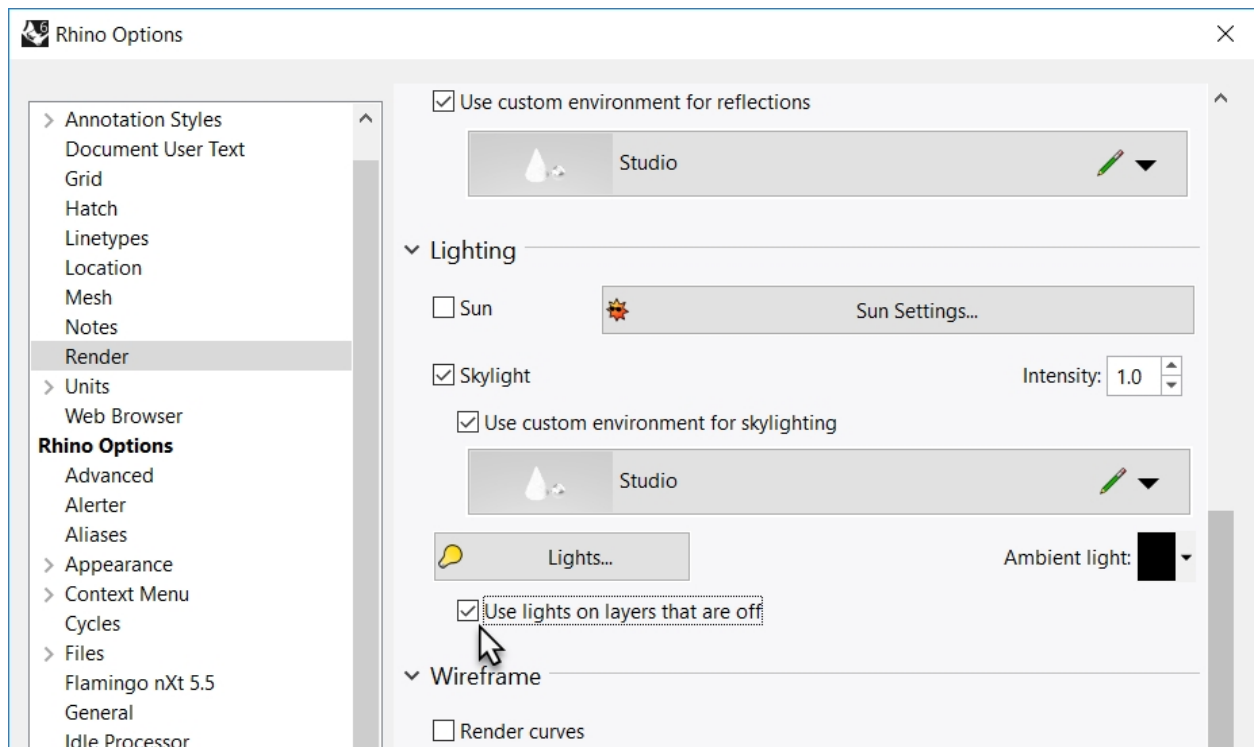 Rhino Options
Annotation Styles
Document User Text
Grid
Hatch
Linetypes
Location
Mesh
Notes
Render
Units
Web Browser
Rhino Options
Advanced
Alerter
Aliases
Appearance
Context Menu
Cycles
Files
Flamingo nXt 5.5
General
Idle Processor
Use custom environment for reflections
Studio
Lighting
Sun
Sun Settings...
Skylight
Intensity: 1.0
Use custom environment for skylighting
Studio
Lights...
Ambient light:
Use lights on layers that are off
Wireframe
Render curves